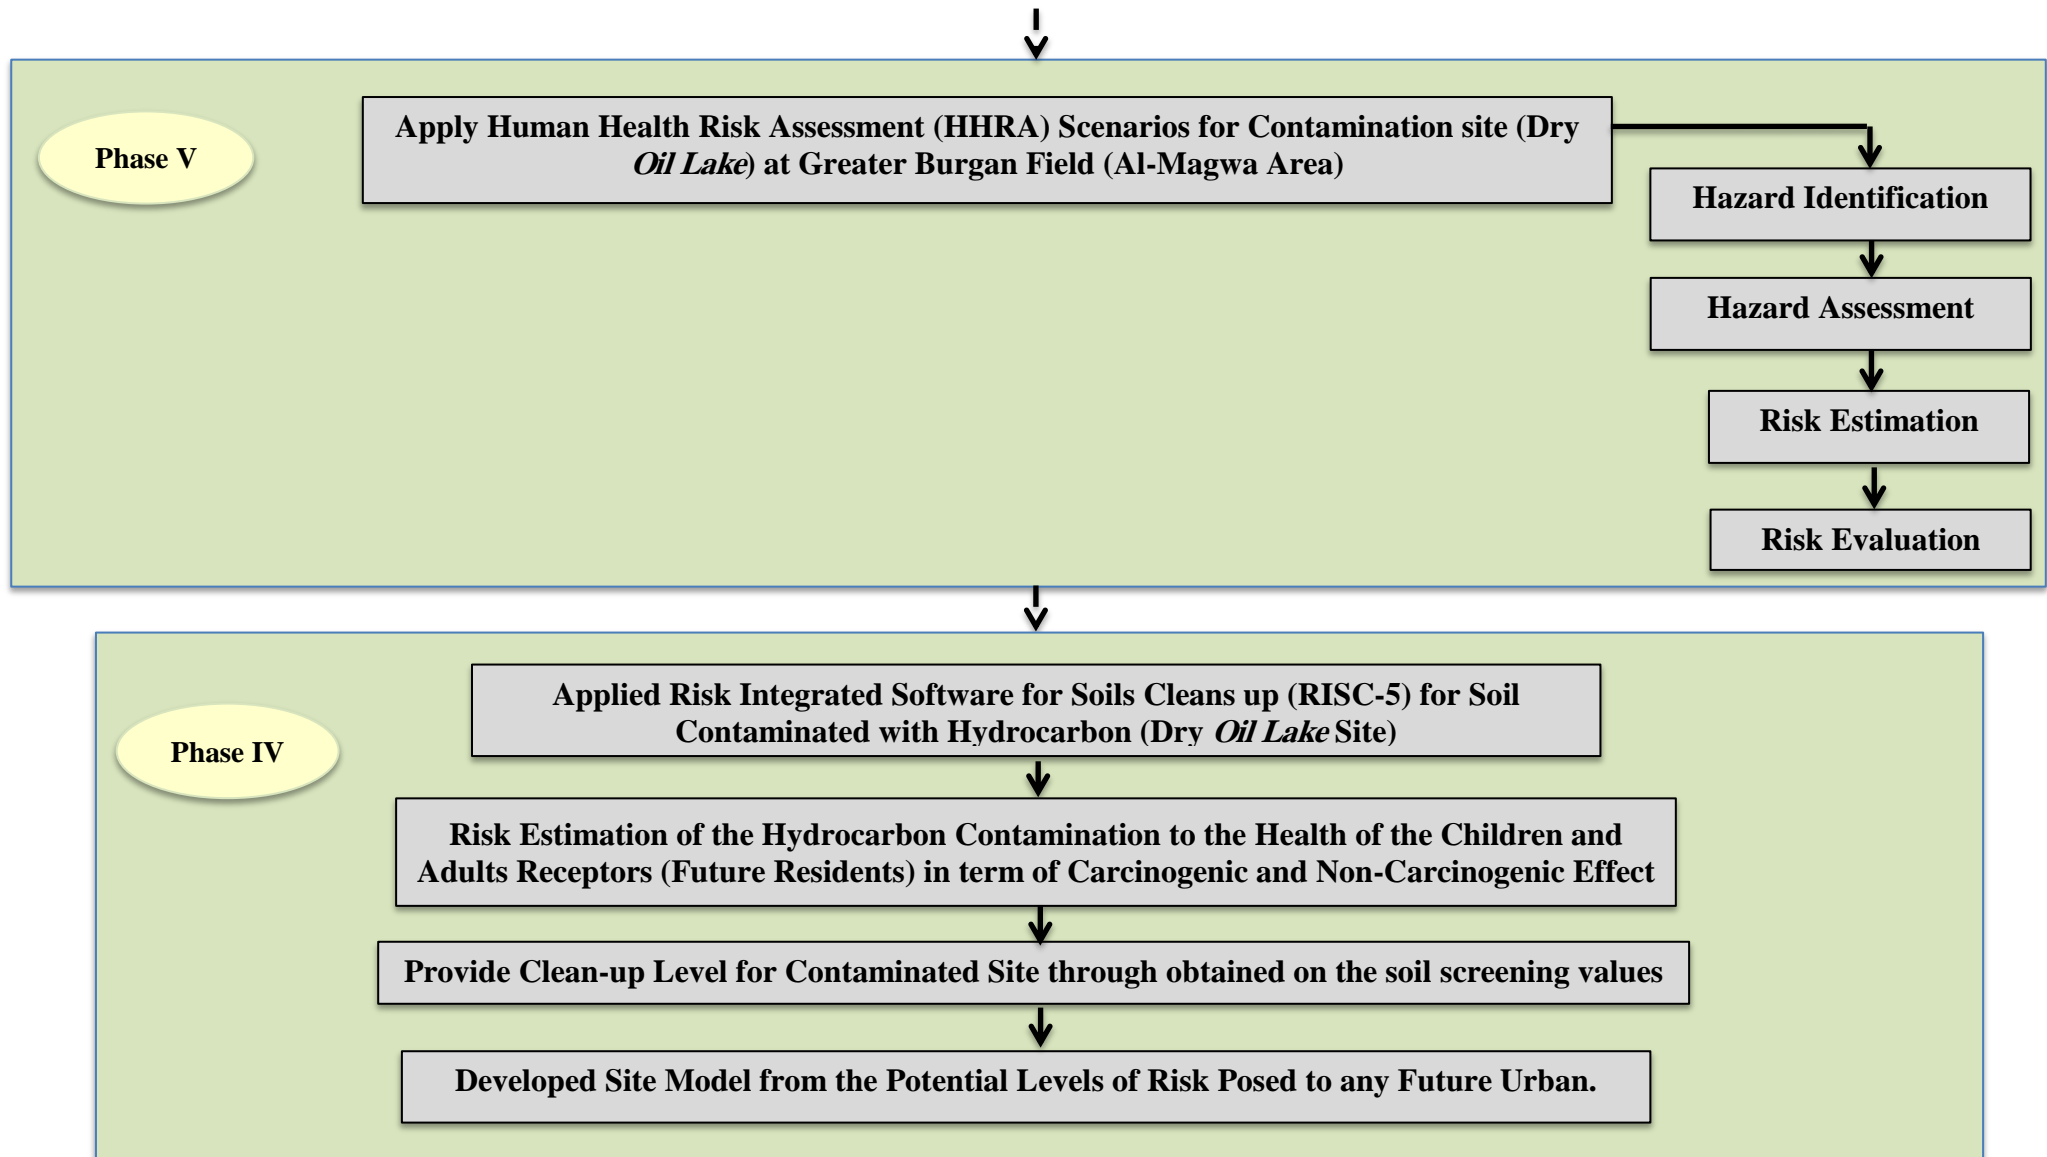 Phase V
Apply Human Health Risk Assessment (HHRA) Scenarios for Contamination site (Dry
Oil Lake) at Greater Burgan Field (Al-Magwa Area)
Hazard Identification
Hazard Assessment
Risk Estimation
Risk Evaluation
Phase IV
Applied Risk Integrated Software for Soils Cleans up (RISC-5) for Soil
Contaminated with Hydrocarbon (Dry Oil Lake Site)
Risk Estimation of the Hydrocarbon Contamination to the Health of the Children and
Adults Receptors (Future Residents) in term of Carcinogenic and Non-Carcinogenic Effect
Provide Clean-up Level for Contaminated Site through obtained on the soil screening values
Developed Site Model from the Potential Levels of Risk Posed to any Future Urban.